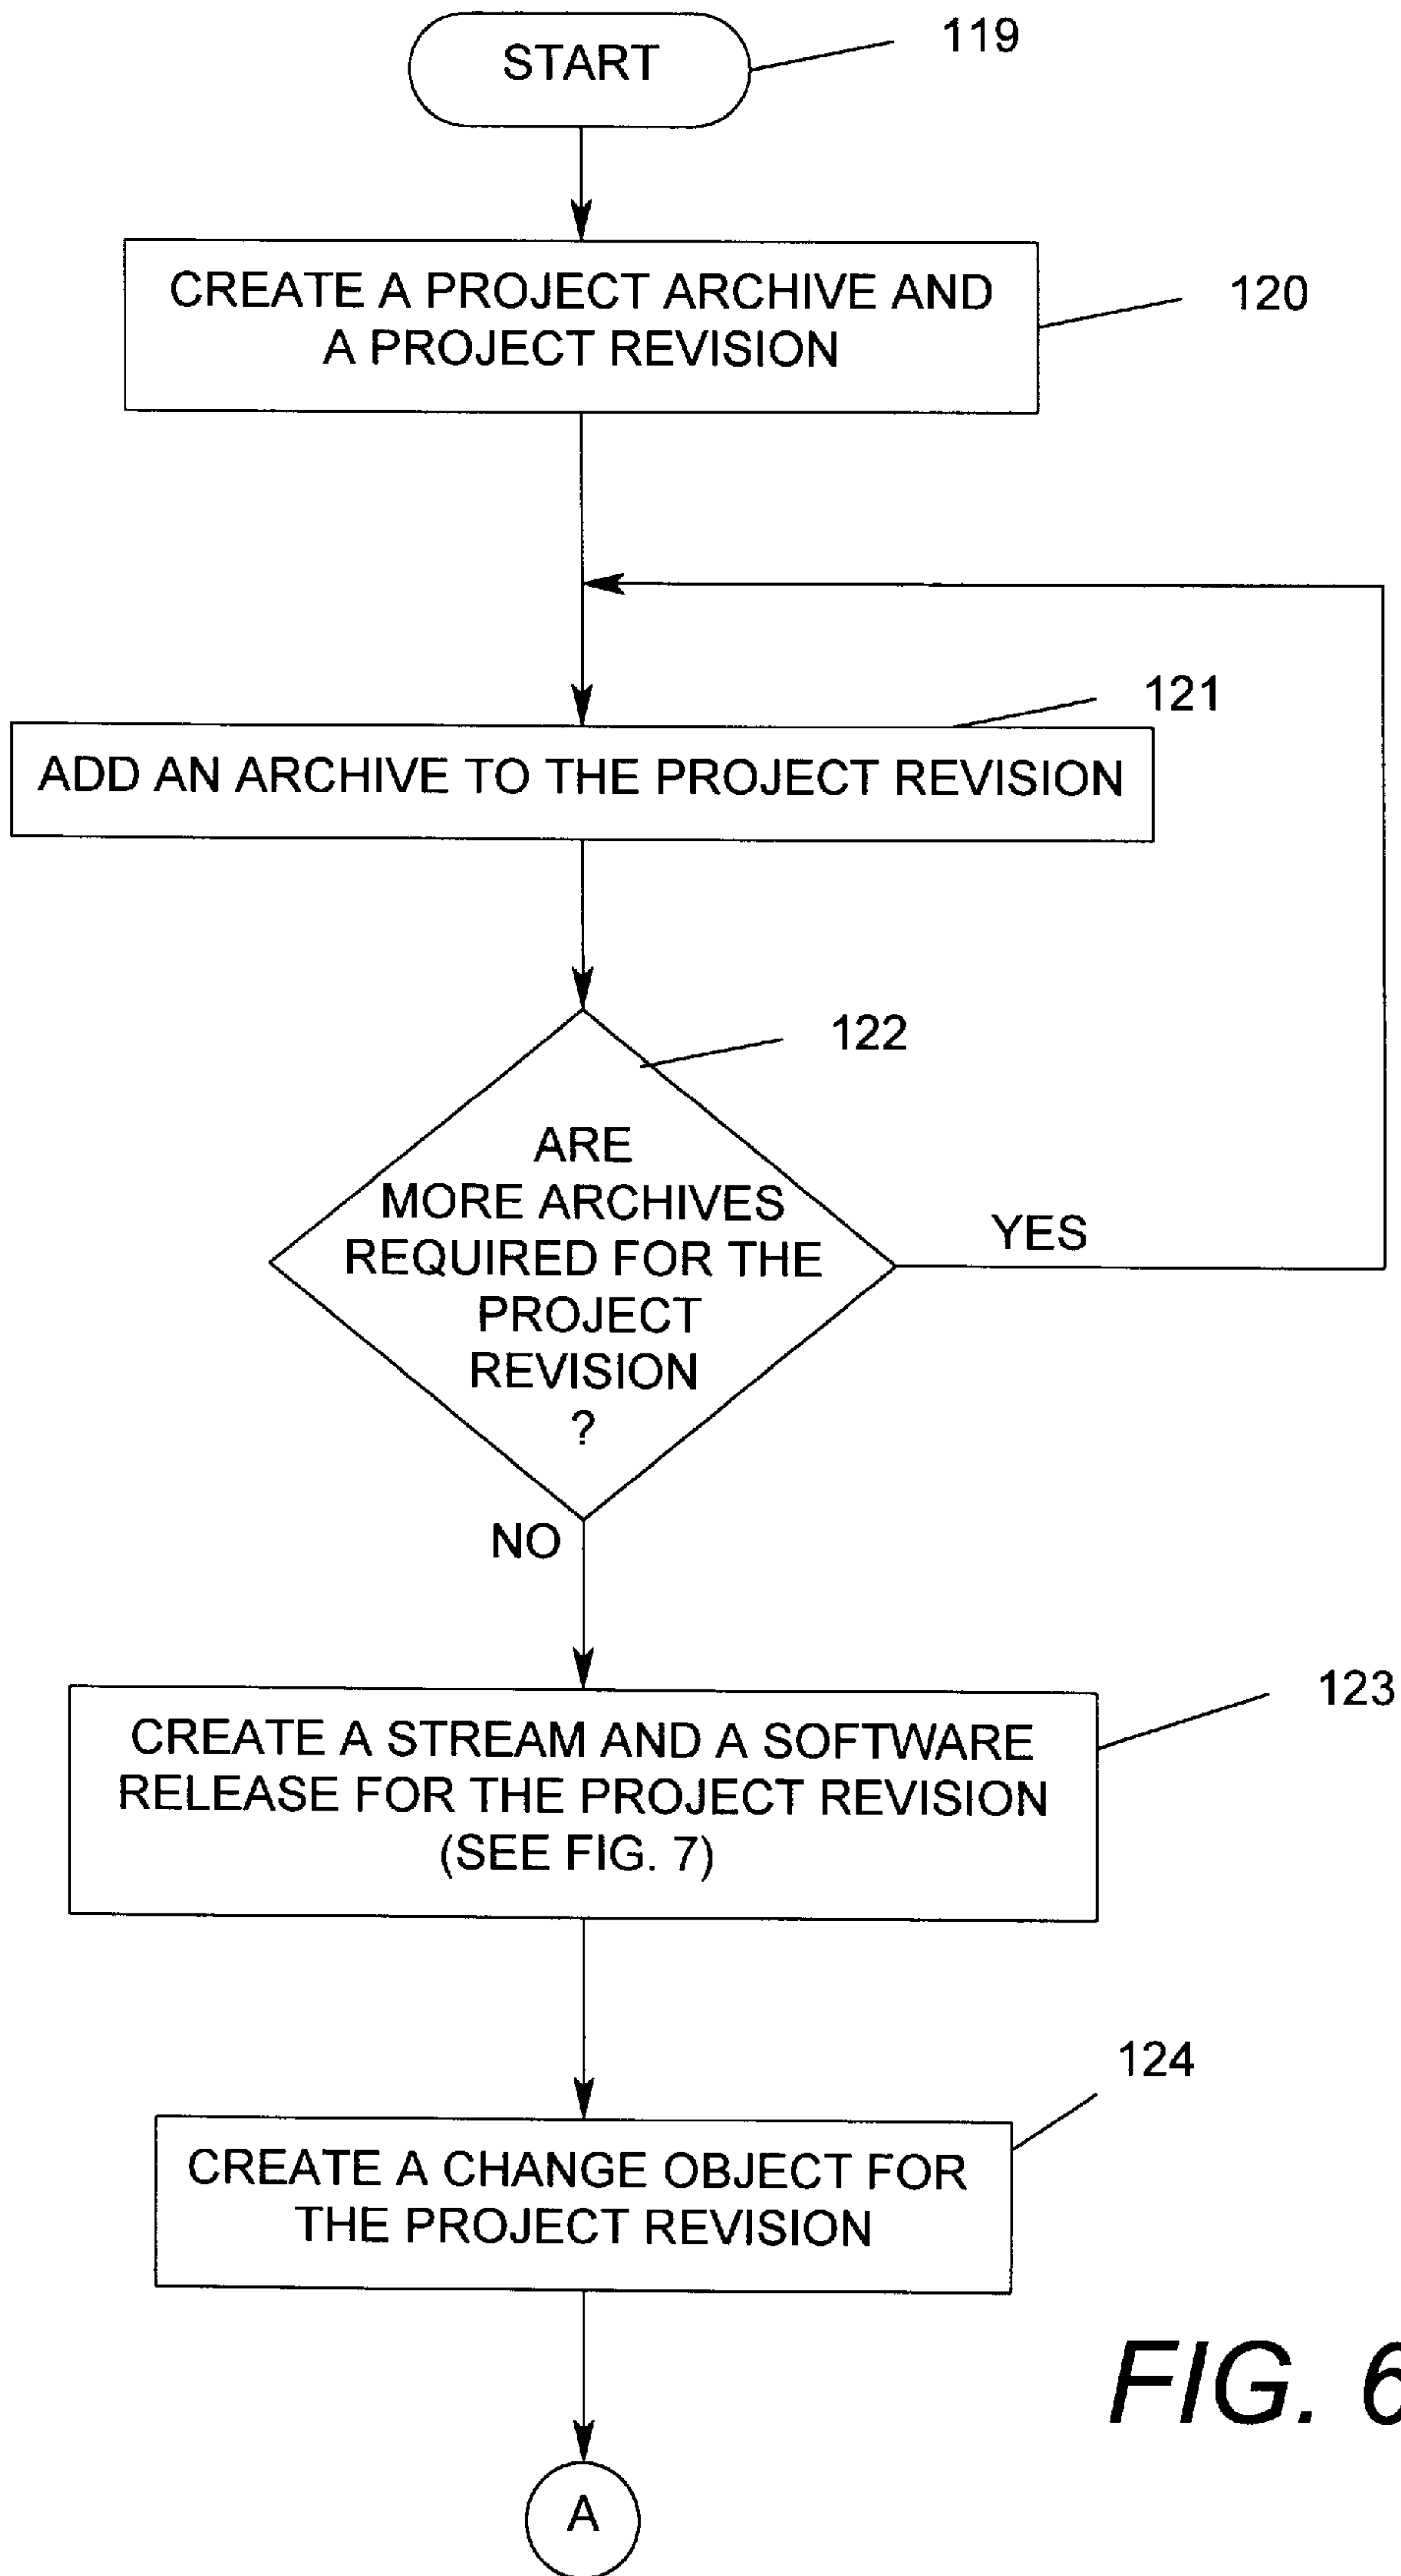 START
119
CREATE A PROJECT ARCHIVE AND
A PROJECT REVISION
120
121
ADD AN ARCHIVE TO THE PROJECT REVISION
122
ARE
MORE ARCHIVES
REQUIRED FOR THE
PROJECT
REVISION
?
YES
NO
123
CREATE A STREAM AND A SOFTWARE
RELEASE FOR THE PROJECT REVISION
(SEE FIG. 7)
124
CREATE A CHANGE OBJECT FOR
THE PROJECT REVISION
FIG. 6
A